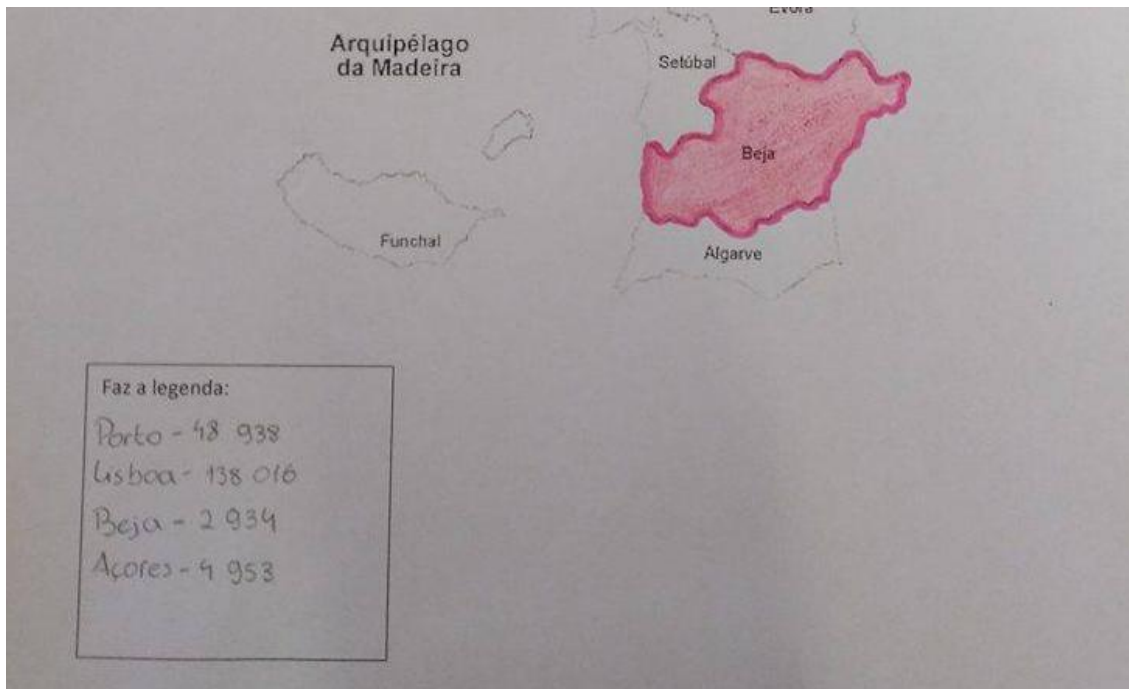 Arquipélago
da Madeira
Évora
Setúbal
Beja
Funchal
Algarve
Faz a legenda:
Porto - 48 938
Lisboa - 138 016
Beja - 2 934
Açores - 4 953